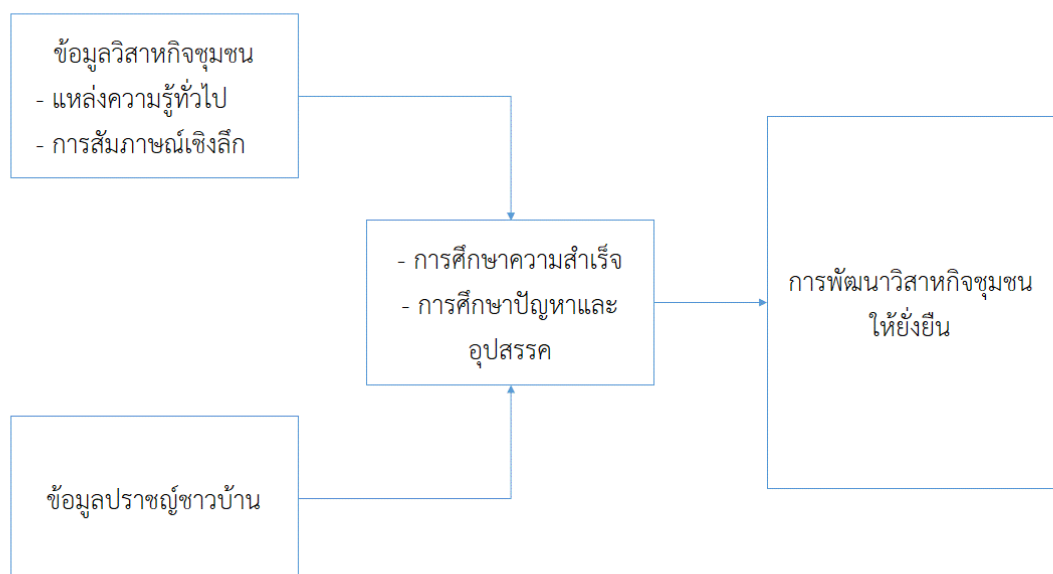 ข้อมูลวิสาหกิจชุมชน
- แหล่งความรู้ทั่วไป
- การสัมภาษณ์เชิงลึก
- การศึกษาความสำเร็จ
- การศึกษาปัญหาและ
อุปสรรค
การพัฒนาวิสาหกิจชุมชน
ให้ยั่งยืน
ข้อมูลปราชญ์ชาวบ้าน